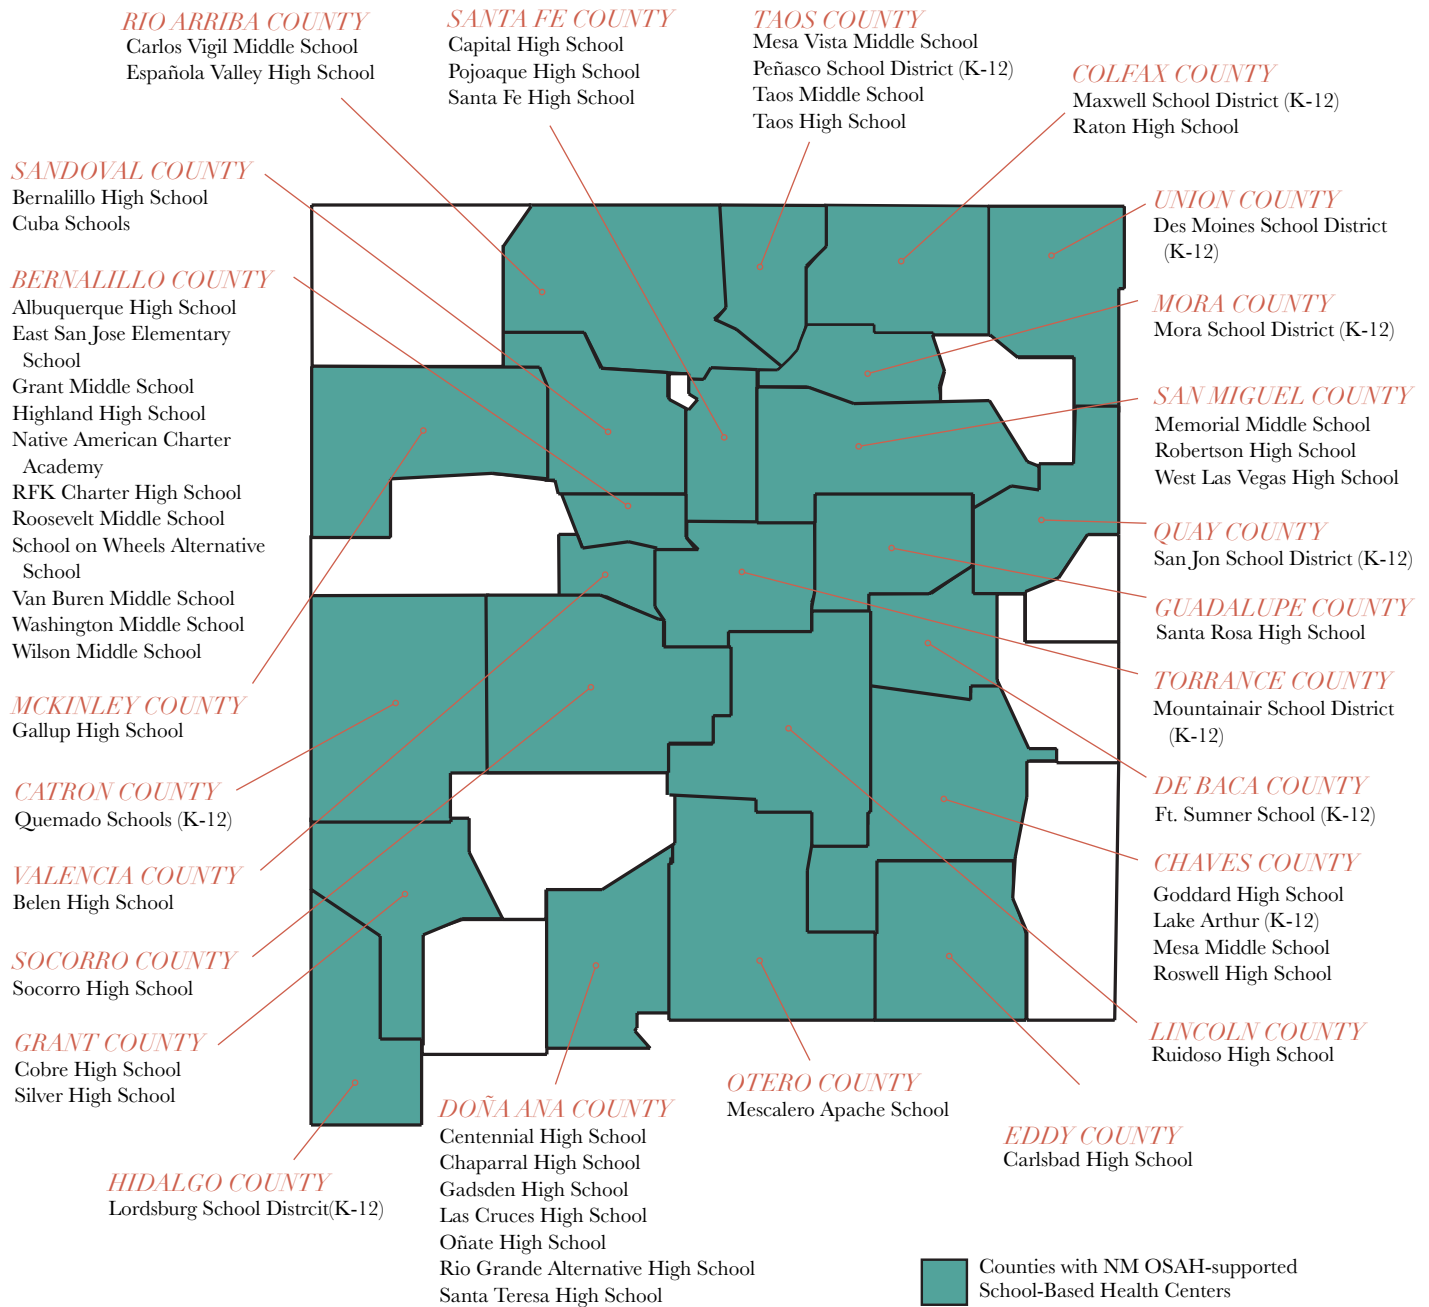 RIO ARRIBA COUNTY
Carlos Vigil Middle School
Española Valley High School
SANTA FE COUNTY
Capital High School
Pojoaque High School
Santa Fe High School
TAOS COUNTY
Mesa Vista Middle School
Peñasco School District (K-12)
Taos Middle School
Taos High School
COLFAX COUNTY
Maxwell School District (K-12)
Raton High School
SANDOVAL COUNTY
Bernalillo High School
Cuba Schools
BERNALILLO COUNTY
Albuquerque High School
East San Jose Elementary
School
Grant Middle School
Highland High School
Native American Charter
Academy
RFK Charter High School
Roosevelt Middle School
School on Wheels Alternative
School
Van Buren Middle School
Washington Middle School
Wilson Middle School
MCKINLEY COUNTY
Gallup High School
CATRON COUNTY
Quemado Schools (K-12)
VALENCIA COUNTY
Belen High School
SOCORRO COUNTY
Socorro High School
GRANT COUNTY
Cobre High School
Silver High School
HIDALGO COUNTY
Lordsburg School Distrcit(K-12)
DOÑA ANA COUNTY
Centennial High School
Chaparral High School
Gadsden High School
Las Cruces High School
Oñate High School
Rio Grande Alternative High School
Santa Teresa High School
OTERO COUNTY
Mescalero Apache School
EDDY COUNTY
Carlsbad High School
UNION COUNTY
Des Moines School District
(K-12)
MORA COUNTY
Mora School District (K-12)
SAN MIGUEL COUNTY
Memorial Middle School
Robertson High School
West Las Vegas High School
QUAY COUNTY
San Jon School District (K-12)
GUADALUPE COUNTY
Santa Rosa High School
TORRANCE COUNTY
Mountainair School District
(K-12)
DE BACA COUNTY
Ft. Sumner School (K-12)
CHAVES COUNTY
Goddard High School
Lake Arthur (K-12)
Mesa Middle School
Roswell High School
LINCOLN COUNTY
Ruidoso High School
Counties with NM OSAH-supported
School-Based Health Centers